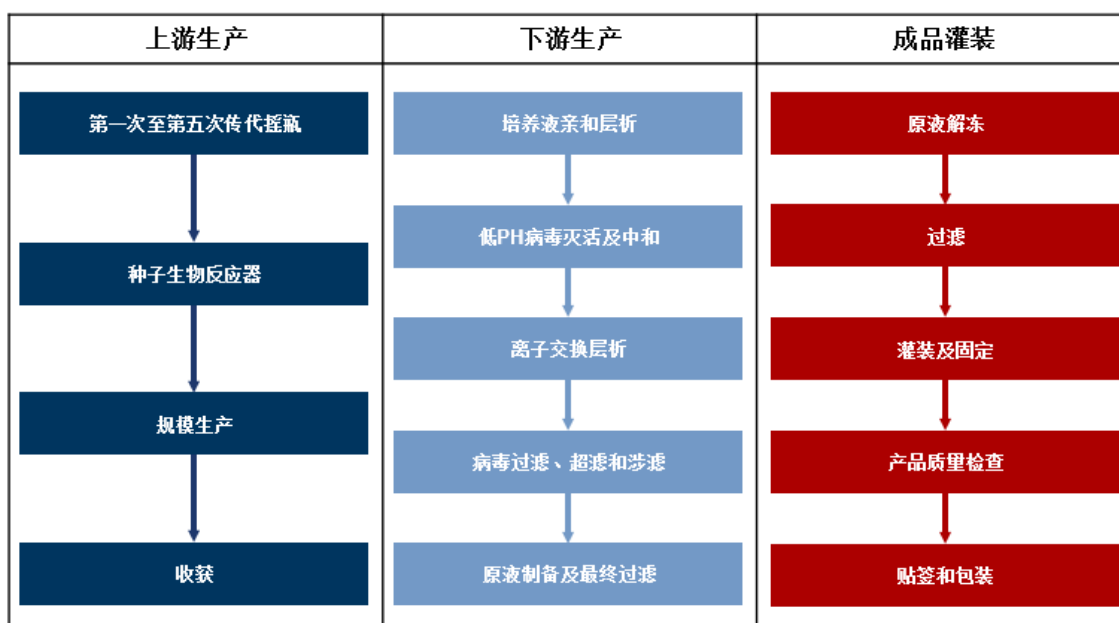 上游生产
第一次至第五次传代摇瓶
种子生物反应器
规模生产
收获
下游生产
培养液亲和层析
低PH病毒灭活及中和
离子交换层析
病毒过滤、超滤和涉滤
原液制备及最终过滤
成品灌装
原液解冻
过滤
灌装及固定
产品质量检查
贴签和包装